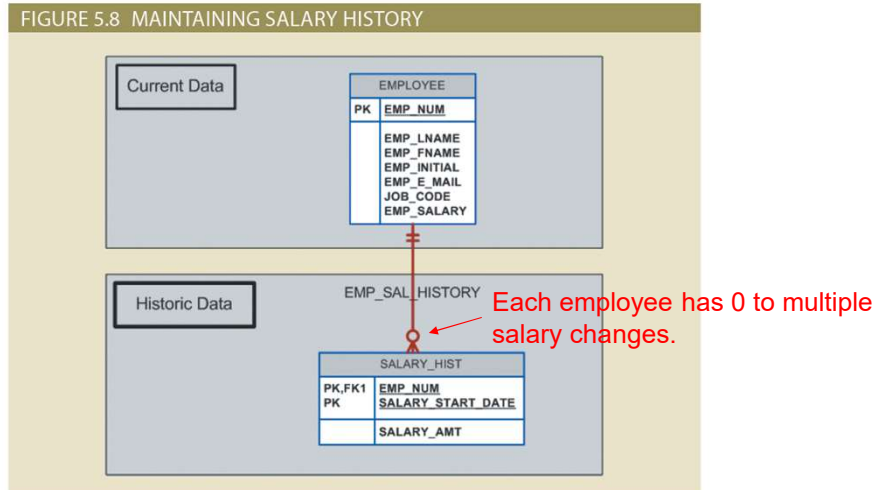 FIGURE 5.8 MAINTAINING SALARY HISTORY
Current Data
EMPLOYEE
PK EMP_NUM
EMP_LNAME
EMP_FNAME
EMP_INITIAL
EMP_E_MAIL
JOB_CODE
EMP_SALARY
Historic Data
EMP_SAL_HISTORY
Each employee has 0 to multiple
salary changes.
SALARY_HIST
PK,FK1 EMP_NUM
PK SALARY_START_DATE
SALARY_AMT